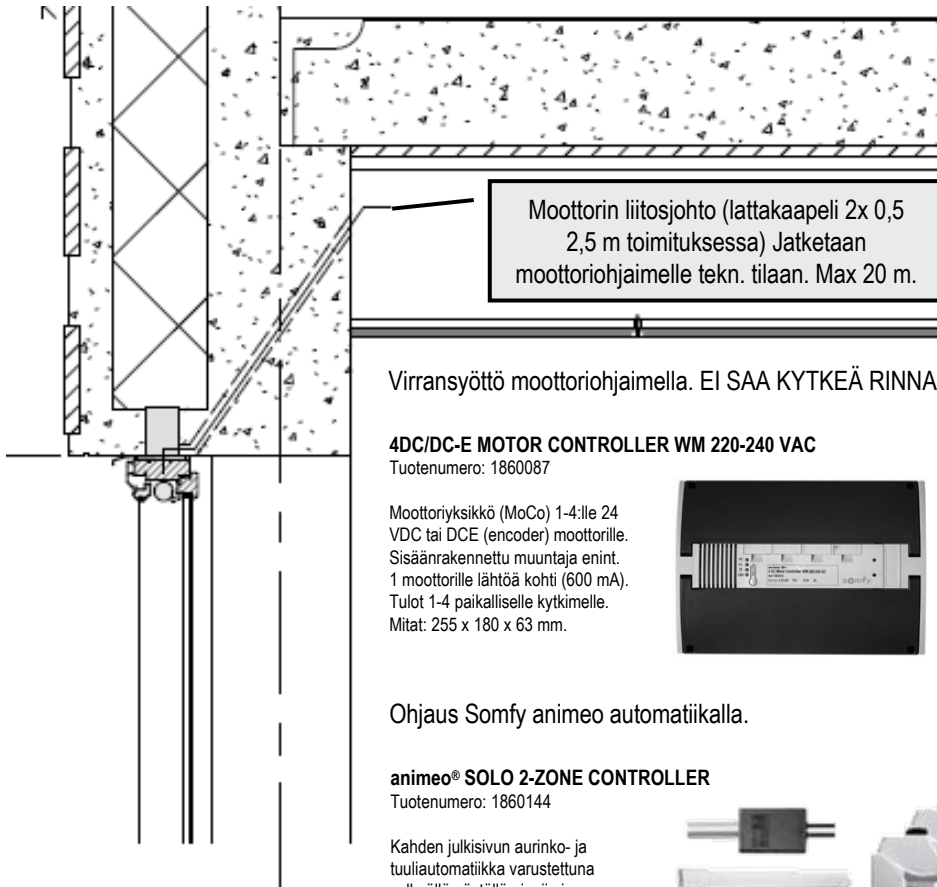 Moottorin liitosjohto (lattakaapeli 2x 0,5
2,5 m toimituksessa) Jatketaan
moottoriohjaimelle tekn. tilaan. Max 20 m.
Virransyöttö moottoriohjaimella. EI SAA KYTKEÄ RINNA
4DC/DC-E MOTOR CONTROLLER WM 220-240 VAC
Tuotenumero: 1860087
Moottoriyksikkö (MoCo) 1-4:lle 24
VDC tai DCE (encoder) moottorille.
Sisäänrakennettu muuntaja enint.
1 moottorille lähtöä kohti (600 mA).
Tulot 1-4 paikalliselle kytkimelle.
Mitat: 255 x 180 x 63 mm.
somfy
Ohjaus Somfy animeo automatiikalla.
animeo® SOLO 2-ZONE CONTROLLER
Tuotenumero: 1860144
Kahden julkisivun aurinko- ja
tuuliautomatiikka varustettuna